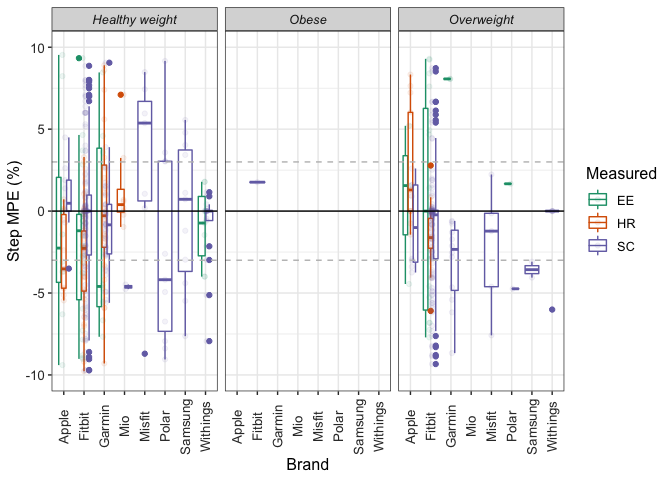 Healthy weight Obese Overweight
10
5
0
-5
-10
Step MPE (%)
Apple Fitbit Garmin Mio Misfit Polar Samsung Withings Apple Fitbit Garmin Mio Misfit Polar Samsung Withings Apple Fitbit Garmin Mio Misfit Polar Samsung Withings
Brand
Measured
EE
HR
SC